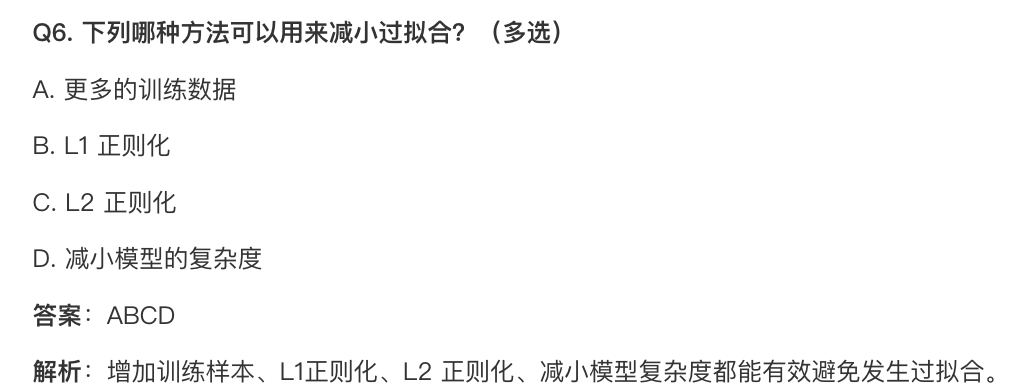 Q6. 下列哪种方法可以用来减小过拟合？（多选）
A. 更多的训练数据
B. L1 正则化
C. L2 正则化
D. 减小模型的复杂度
答案：ABCD
解析：增加训练样本、L1正则化、L2 正则化、减小模型复杂度都能有效避免发生过拟合。